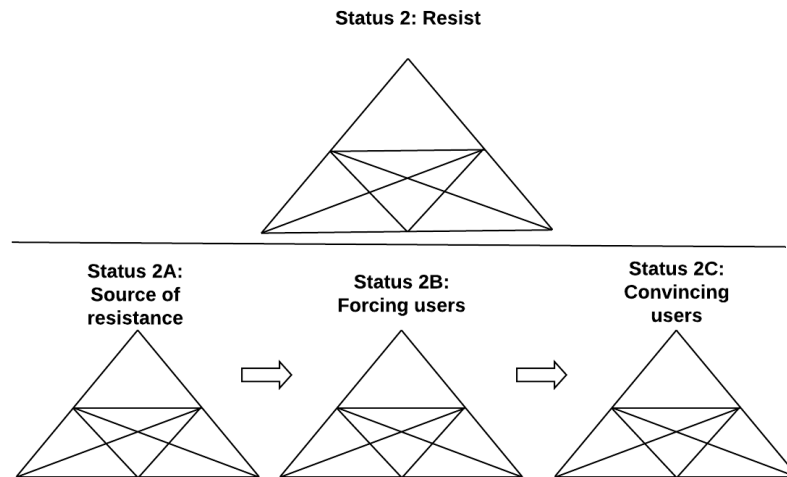 Status 2: Resist
Status 2A:
Source of
resistance
Status 2B:
Forcing users
Status 2C:
Convincing
users